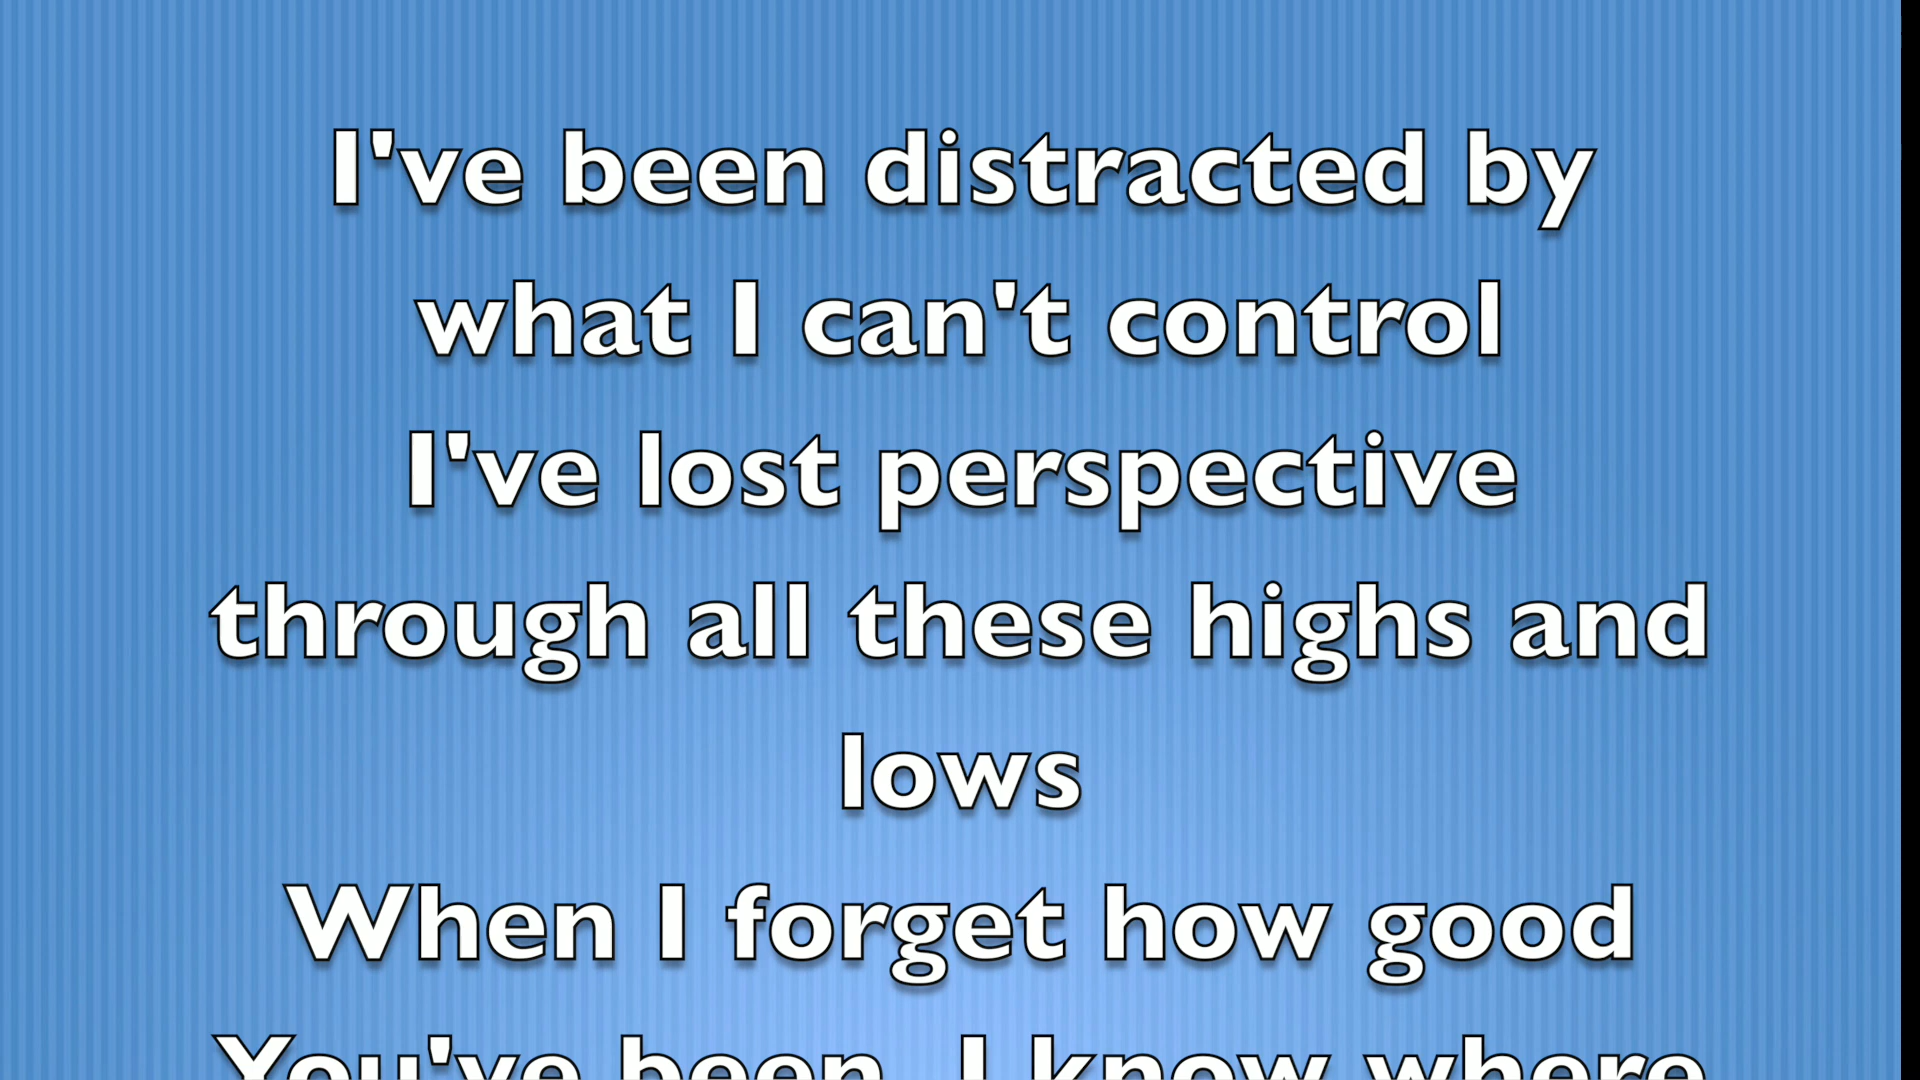 I've been distracted by
what I can't control
I've lost perspective
through all these highs and
lows
When I forget how good
You've been, I know where